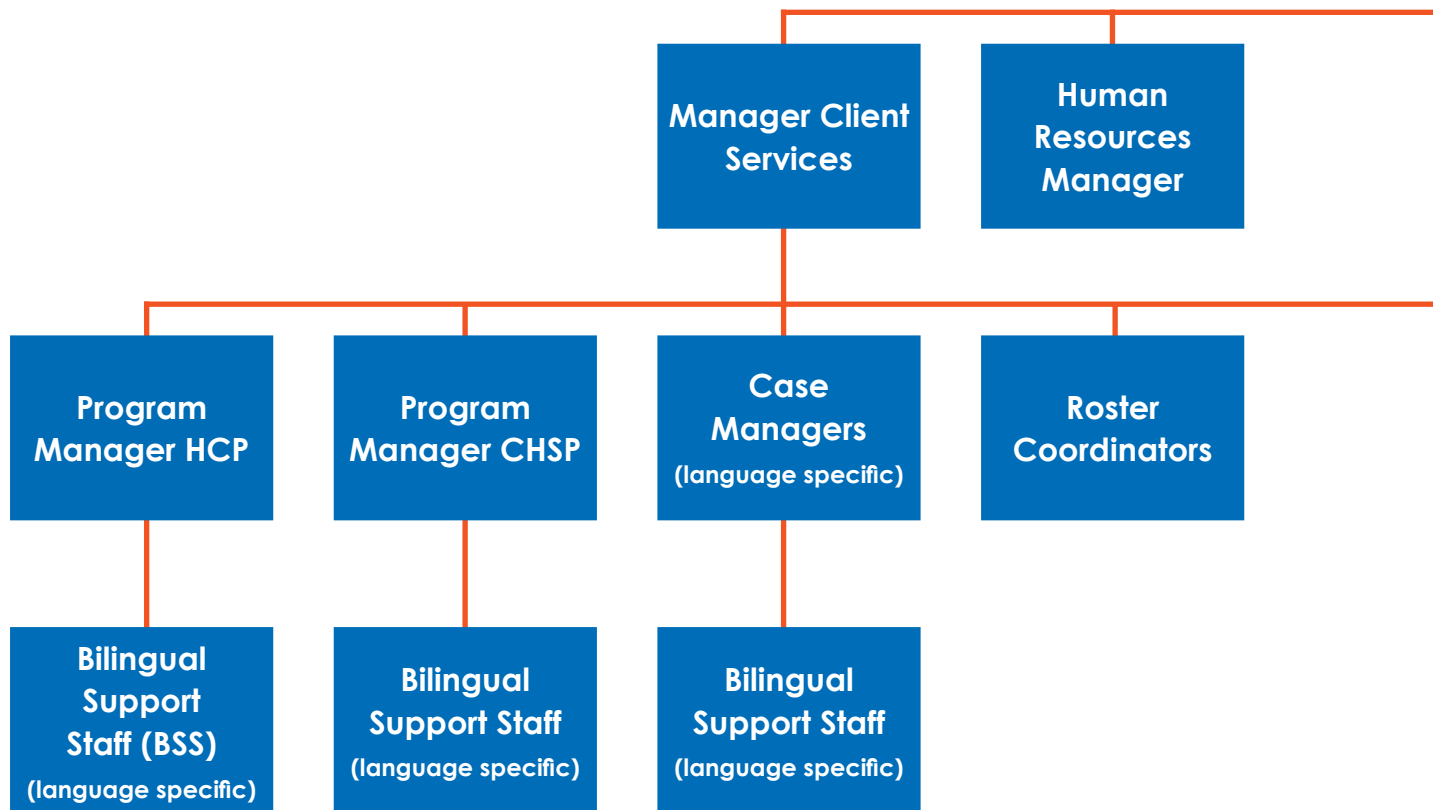 Manager Client
Services
Human
Resources
Manager
Program
Manager HCP
Program
Manager CHSP
Case
Managers
(language specific)
Roster
Coordinators
Bilingual
Support
Staff (BSS)
(language specific)
Bilingual
Support Staff
(language specific)
Bilingual
Support Staff
(language specific)